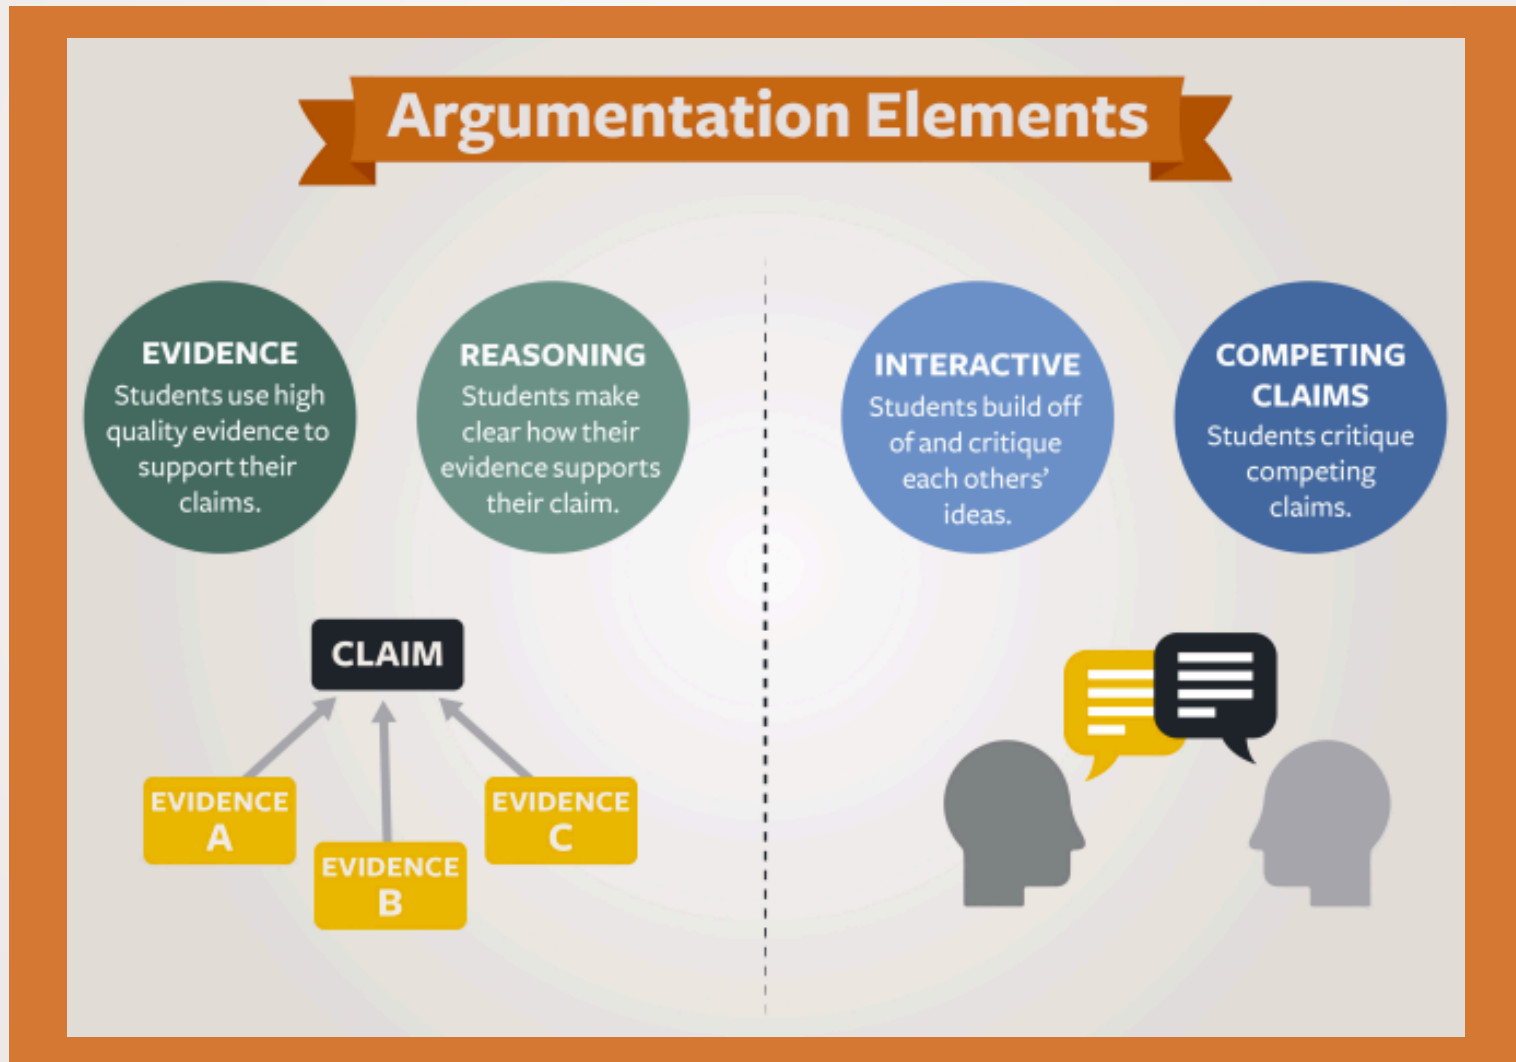 Argumentation Elements
EVIDENCE
Students use high
quality evidence to
support their
claims.
REASONING
Students make
clear how their
evidence supports
their claim.
INTERACTIVE
Students build off
of and critique
each others'
ideas.
COMPETING
CLAIMS
Students critique
competing
claims.
CLAIM
EVIDENCE
A
EVIDENCE
B
EVIDENCE
C